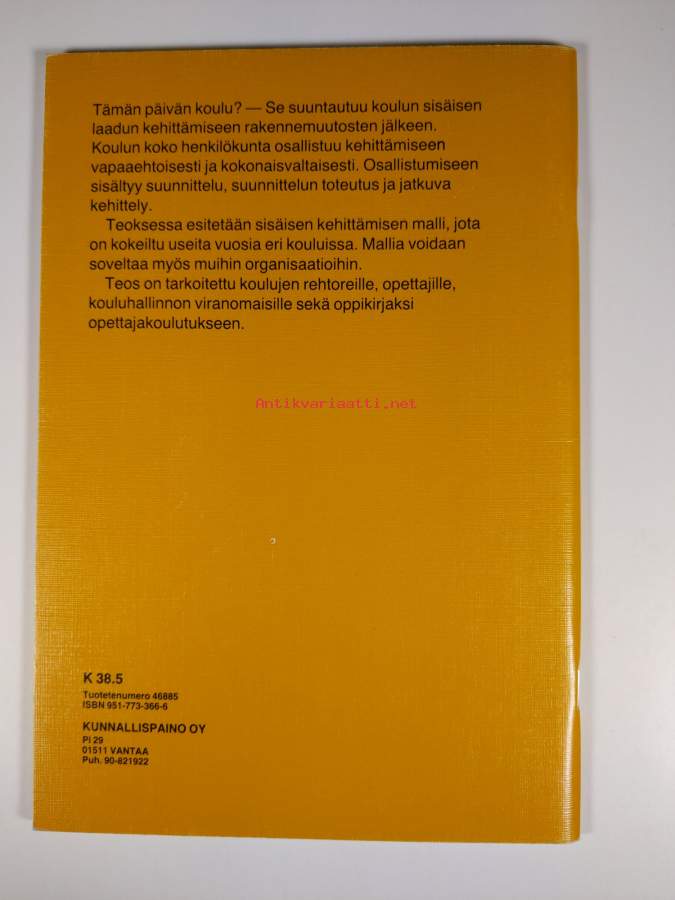 Tämän päivän koulu? — Se suuntautuu koulun sisäisen
laadun kehittämiseen rakennemuutosten jälkeen.
Koulun koko henkilökunta osallistuu kehittämiseen
vapaaehtoisesti ja kokonaisvaltaisesti. Osallistumiseen
sisältyy suunnittelu, suunnittelun toteutus ja jatkuva
kehittely.
Teoksessa esitetään sisäisen kehittämisen malli, jota
on kokeiltu useita vuosia eri kouluissa. Mallia voidaan
soveltaa myös muihin organisaatioihin.
Teos on tarkoitettu koulujen rehtoreille, opettajille,
kouluhallinnon viranomaisille sekä oppikirjaksi
opettajakoulutukseen.
Antikvariaatti.net
K 38.5
Tuotetenumero 46885
ISBN 951-773-366-6
KUNNALLISPAINO OY
Pl 29
01511 VANTAA
Puh. 90-821922